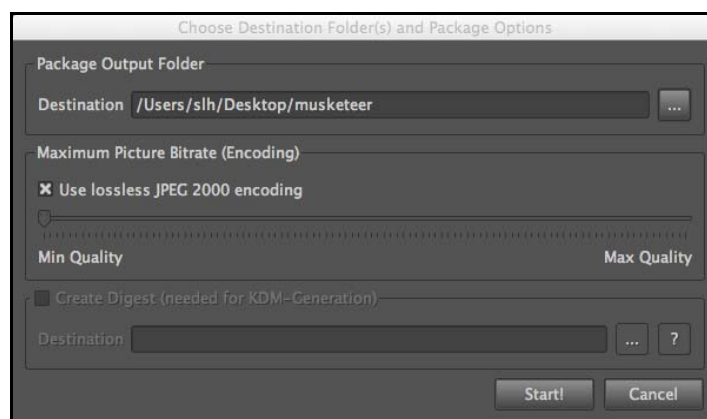 Choose Destination Folder(s) and Package Options
Package Output Folder
Destination /Users/slh/Desktop/musketeer ...
Maximum Picture Bitrate (Encoding)
Use lossless JPEG 2000 encoding
Min Quality Max Quality
Create Digest (needed for KDM-Generation)
Destination ... ?
Start! Cancel